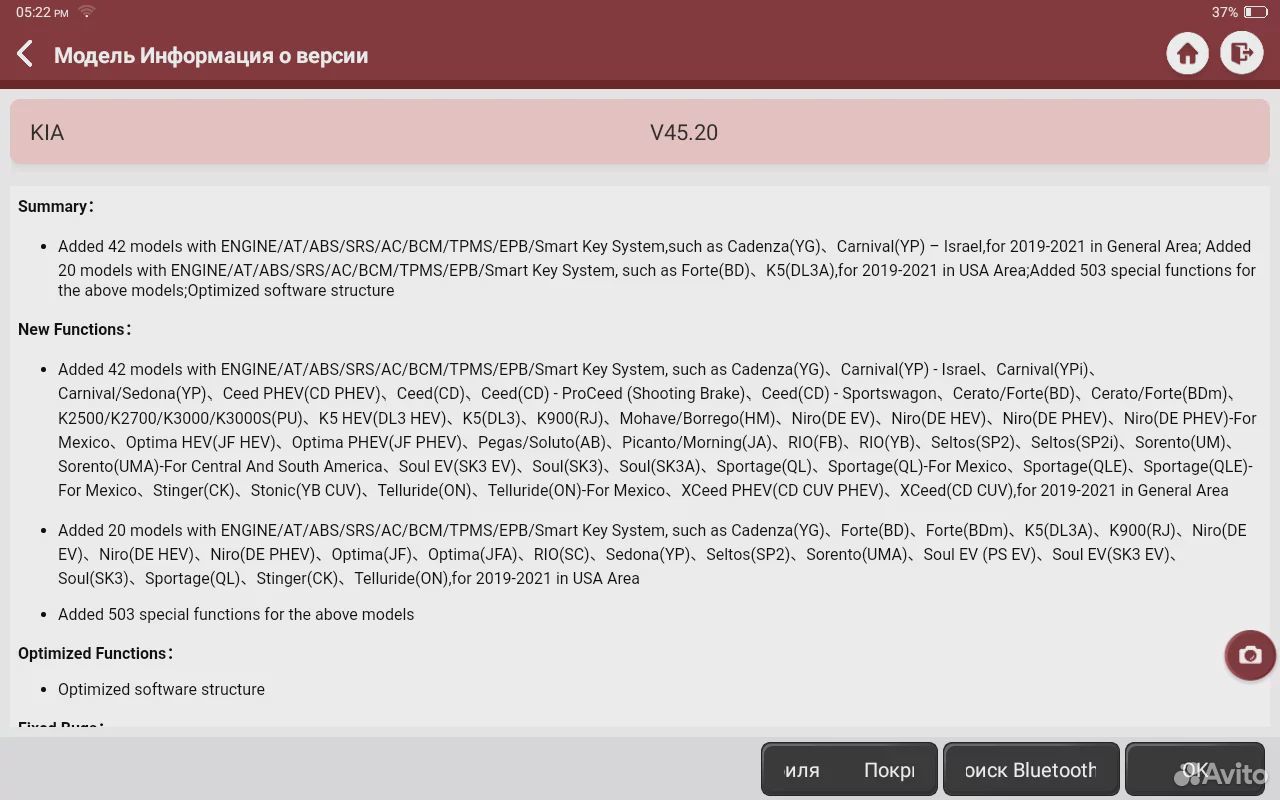 05:22 PM
37%
Модель Информация о версии
KIA
V45.20
Summary：
• Added 42 models with ENGINE/AT/ABS/SRS/AC/BCM/TPMS/EPB/Smart Key System,such as Cadenza(YG)、Carnival(YP) – Israel,for 2019-2021 in General Area; Added
20 models with ENGINE/AT/ABS/SRS/AC/BCM/TPMS/EPB/Smart Key System, such as Forte(BD)、K5(DL3A),for 2019-2021 in USA Area;Added 503 special functions for
the above models;Optimized software structure
New Functions：
• Added 42 models with ENGINE/AT/ABS/SRS/AC/BCM/TPMS/EPB/Smart Key System, such as Cadenza(YG)、Carnival(YP) - Israel、Carnival(YPi)、
Carnival/Sedona(YP)、Ceed PHEV(CD PHEV)、Ceed(CD)、Ceed(CD) - ProCeed (Shooting Brake)、Ceed(CD) - Sportswagon、Cerato/Forte(BD)、Cerato/Forte(BDm)、
K2500/K2700/K3000/K3000S(PU)、K5 HEV(DL3 HEV)、K5(DL3)、K900(RJ)、Mohave/Borrego(HM)、Niro(DE EV)、Niro(DE HEV)、Niro(DE PHEV)、Niro(DE PHEV)-For
Mexico、Optima HEV(JF HEV)、Optima PHEV(JF PHEV)、Pegas/Soluto(AB)、Picanto/Morning(JA)、RIO(FB)、RIO(YB)、Seltos(SP2)、Seltos(SP2i)、Sorento(UM)、
Sorento(UMA)-For Central And South America、Soul EV(SK3 EV)、Soul(SK3)、Soul(SK3A)、Sportage(QL)、Sportage(QL)-For Mexico、Sportage(QLE)、Sportage(QLE)-
For Mexico、Stinger(CK)、Stonic(YB CUV)、Telluride(ON)、Telluride(ON)-For Mexico、XCeed PHEV(CD CUV PHEV)、XCeed(CD CUV),for 2019-2021 in General Area
• Added 20 models with ENGINE/AT/ABS/SRS/AC/BCM/TPMS/EPB/Smart Key System, such as Cadenza(YG)、Forte(BD)、Forte(BDm)、K5(DL3A)、K900(RJ)、Niro(DE
EV)、Niro(DE HEV)、Niro(DE PHEV)、Optima(JF)、Optima(JFA)、RIO(SC)、Sedona(YP)、Seltos(SP2)、Sorento(UMA)、Soul EV (PS EV)、Soul EV(SK3 EV)、
Soul(SK3)、Sportage(QL)、Stinger(CK)、Telluride(ON),for 2019-2021 in USA Area
• Added 503 special functions for the above models
Optimized Functions：
• Optimized software structure
Fixed Bugs：
иля Покры
оиск Bluetooth
OK
Avito